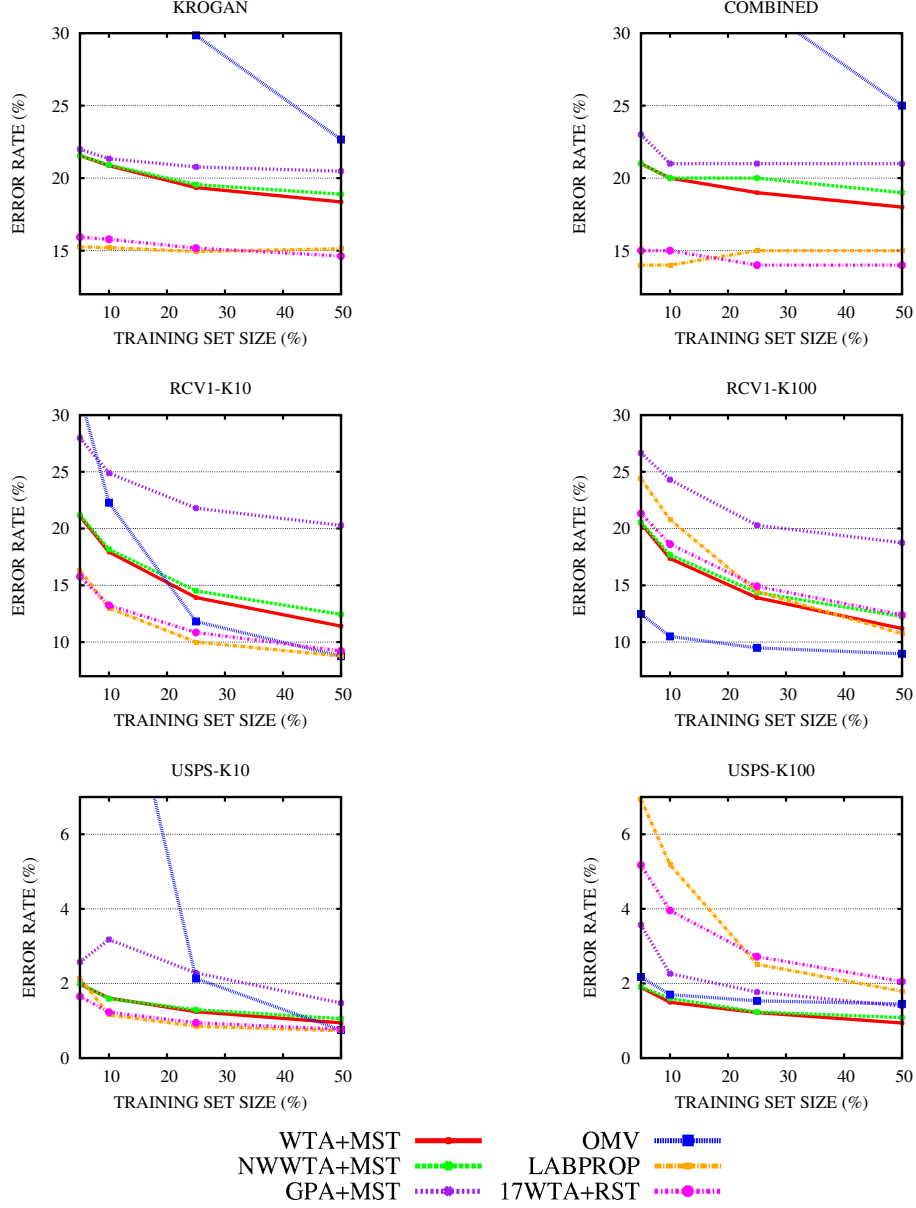 KROGAN
ERROR RATE (%)
30
25
20
15
10 20 30 40 50
TRAINING SET SIZE (%)
COMBINED
ERROR RATE (%)
30
25
20
15
10 20 30 40 50
TRAINING SET SIZE (%)
RCV1-K10
ERROR RATE (%)
30
25
20
15
10
10 20 30 40 50
TRAINING SET SIZE (%)
RCV1-K100
ERROR RATE (%)
30
25
20
15
10
10 20 30 40 50
TRAINING SET SIZE (%)
USPS-K10
ERROR RATE (%)
6
4
2
0
10 20 30 40 50
TRAINING SET SIZE (%)
USPS-K100
ERROR RATE (%)
6
4
2
0
10 20 30 40 50
TRAINING SET SIZE (%)
WTA+MST
NWWTA+MST
GPA+MST
OMV
LABPROP
17WTA+RST